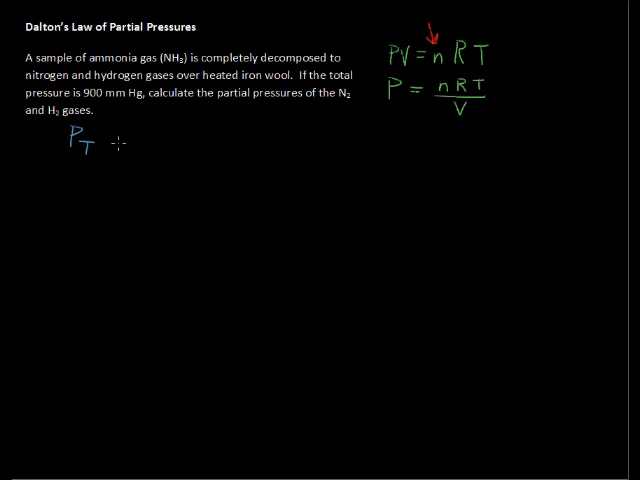 Dalton's Law of Partial Pressures
A sample of ammonia gas (NH₃) is completely decomposed to
nitrogen and hydrogen gases over heated iron wool. If the total
pressure is 900 mm Hg, calculate the partial pressures of the N₂
and H₂ gases.
PV = n R T
P = n R T
V
P_T